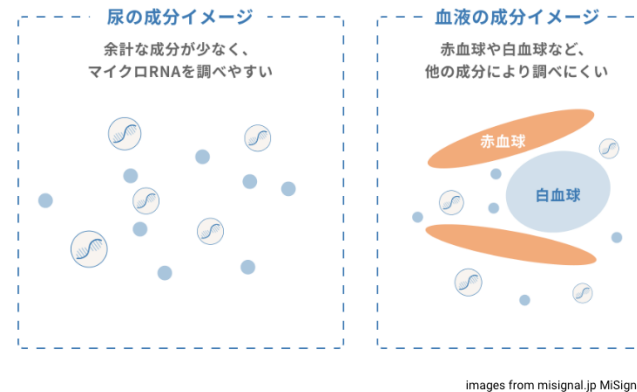 尿の成分イメージ
余計な成分が少なく、
マイクロRNAを調べやすい
血液の成分イメージ
赤血球や白血球など、
他の成分により調べにくい
赤血球
白血球
images from misignal.jp MiSign